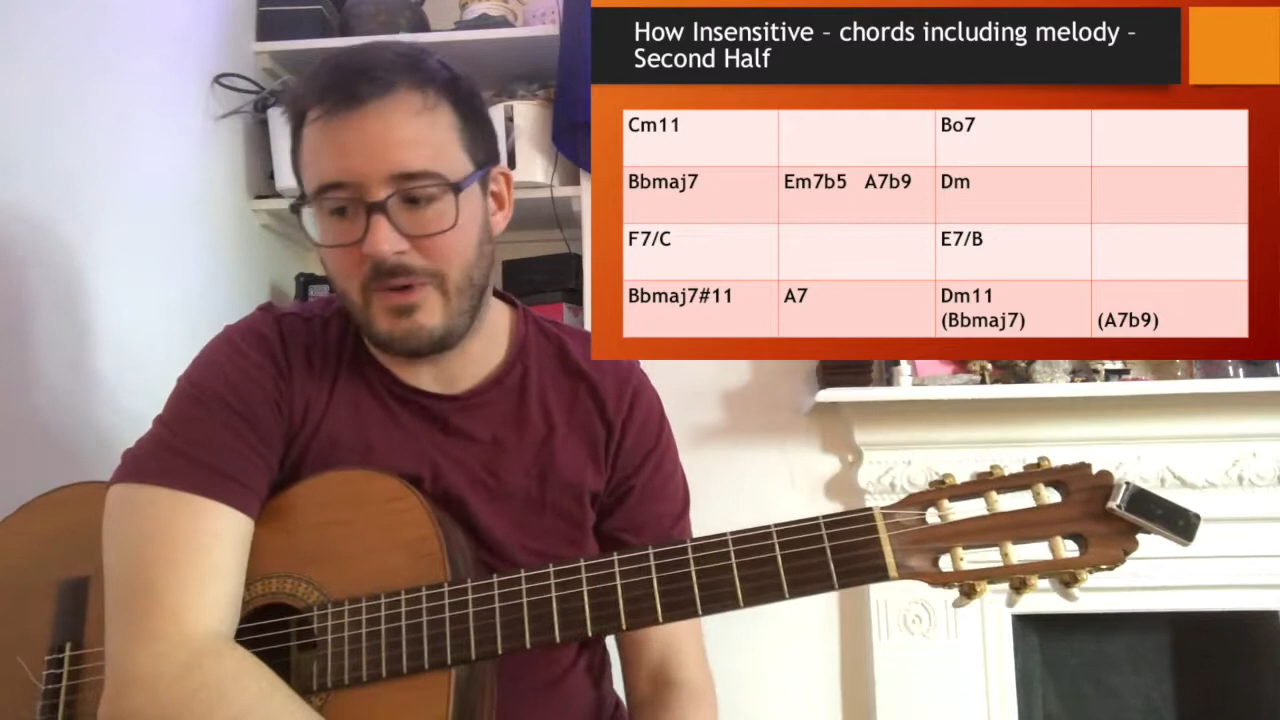 How Insensitive – chords including melody –
Second Half
Cm11 Bo7
Bbmaj7 Em7b5 A7b9 Dm
F7/C E7/B
Bbmaj7#11 A7 Dm11
(Bbmaj7) (A7b9)